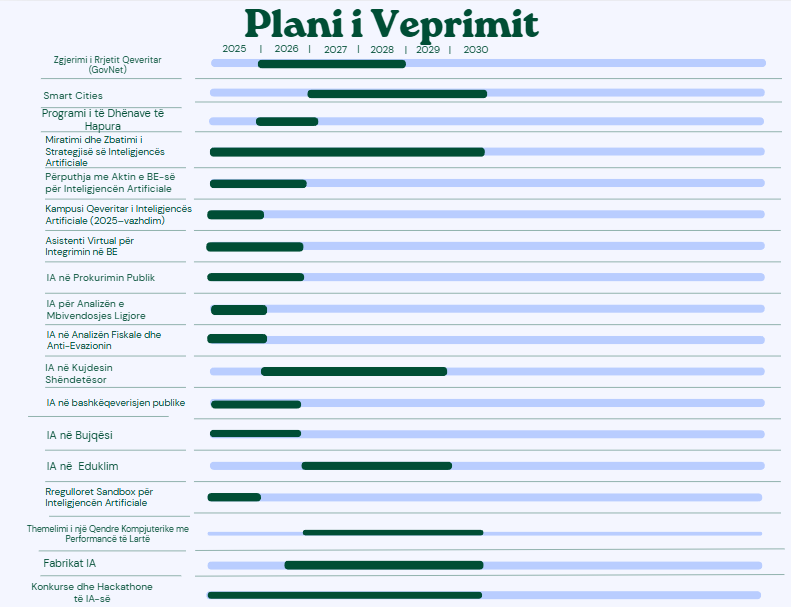 Plani i Veprimit
2025 | 2026 | 2027 | 2028 | 2029 | 2030
Zgjerimi i Rrjetit Qeveritar
(GovNet)
Smart Cities
Programi i të Dhënave të
Hapura
Miratimi dhe Zbatimi i
Strategjisë së Inteligjencës
Artificiale
Përputhja me Aktin e BE-së
për Inteligjencën Artificiale
Kampusi Qeveritar i Inteligjencës
Artificiale (2025–vazhdim)
Asistenti Virtual për
Integrimin në BE
IA në Prokurimin Publik
IA për Analizën e
Mbivendosjes Ligjore
IA në Analizën Fiskale dhe
Anti-Evazionin
IA në Kujdesin
Shëndetësor
IA në bashkëqeverisjen publike
IA në Bujqësi
IA në Eduklim
Rregulloret Sandbox për
Inteligjencën Artificiale
Themelimi i një Qendre Kompjuterike me
Performancë të Lartë
Fabrikat IA
Konkurse dhe Hackathone
të IA-së